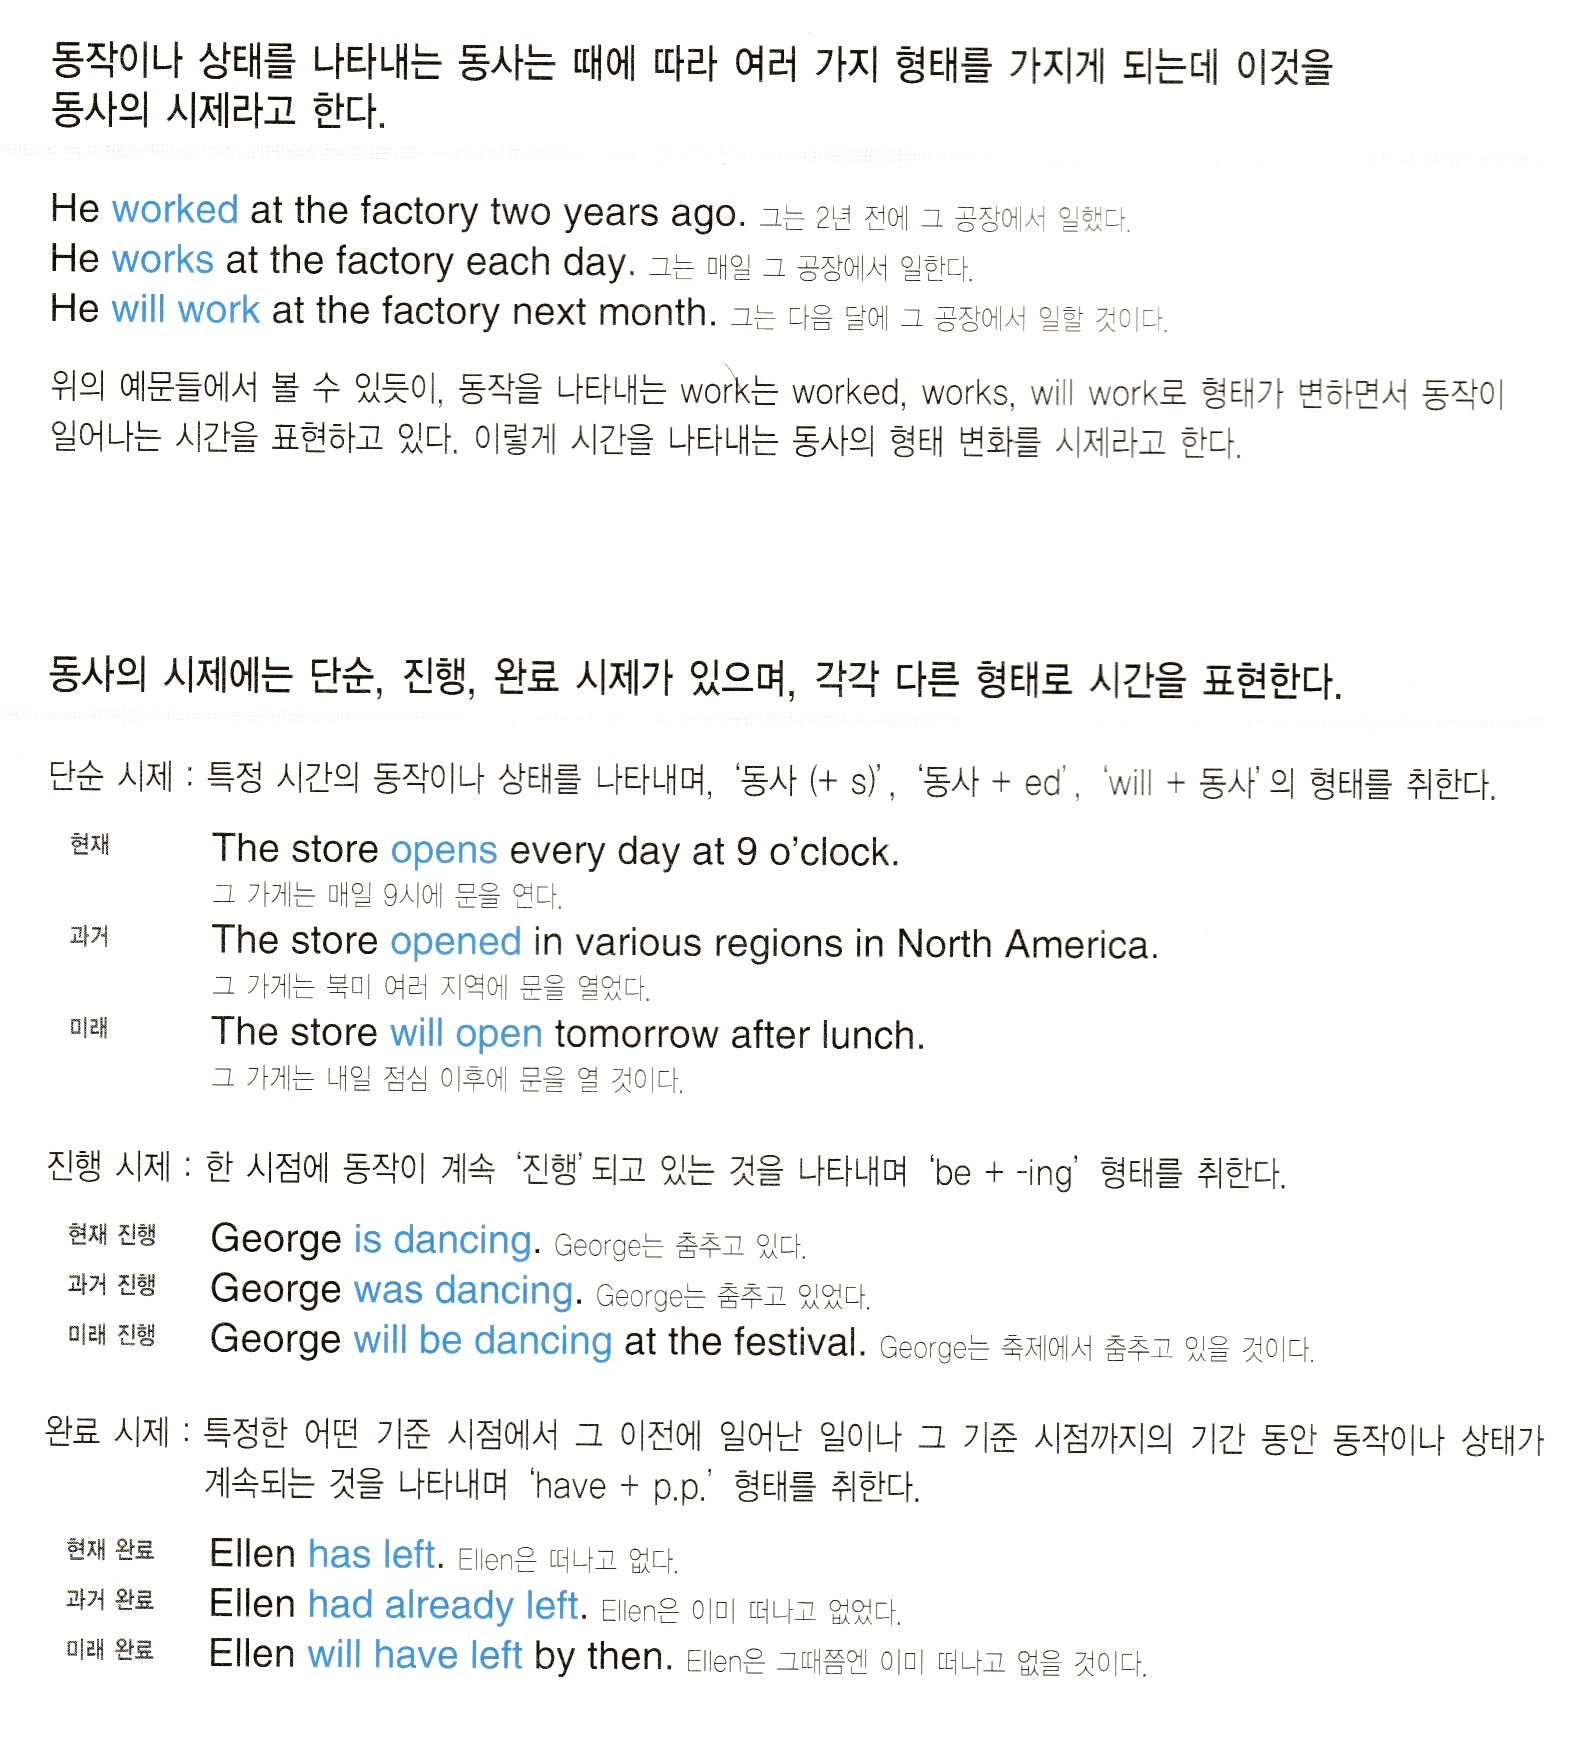 동작이나 상태를 나타내는 동사는 때에 따라 여러 가지 형태를 가지게 되는데 이것을
동사의 시제라고 한다.
He worked at the factory two years ago. 그는 2년 전에 그 공장에서 일했다.
He works at the factory each day. 그는 매일 그 공장에서 일한다.
He will work at the factory next month. 그는 다음 달에 그 공장에서 일할 것이다.
위의 예문들에서 볼 수 있듯이, 동작을 나타내는 work는 worked, works, will work로 형태가 변하면서 동작이
일어나는 시간을 표현하고 있다. 이렇게 시간을 나타내는 동사의 형태 변화를 시제라고 한다.
동사의 시제에는 단순, 진행, 완료 시제가 있으며, 각각 다른 형태로 시간을 표현한다.
단순 시제 : 특정 시간의 동작이나 상태를 나타내며, ‘동사 (+ s)’, ‘동사 + ed’, ‘will + 동사’의 형태를 취한다.
현재 The store opens every day at 9 o’clock.
그 가게는 매일 9시에 문을 연다.
과거 The store opened in various regions in North America.
그 가게는 북미 여러 지역에 문을 열었다.
미래 The store will open tomorrow after lunch.
그 가게는 내일 점심 이후에 문을 열 것이다.
진행 시제 : 한 시점에 동작이 계속 ‘진행’되고 있는 것을 나타내며 ‘be + -ing’ 형태를 취한다.
현재 진행 George is dancing. George는 춤추고 있다.
과거 진행 George was dancing. George는 춤추고 있었다.
미래 진행 George will be dancing at the festival. George는 축제에서 춤추고 있을 것이다.
완료 시제 : 특정한 어떤 기준 시점에서 그 이전에 일어난 일이나 그 기준 시점까지의 기간 동안 동작이나 상태가
계속되는 것을 나타내며 ‘have + p.p.’ 형태를 취한다.
현재 완료 Ellen has left. Ellen은 떠나고 없다.
과거 완료 Ellen had already left. Ellen은 이미 떠나고 없었다.
미래 완료 Ellen will have left by then. Ellen은 그때쯤엔 이미 떠나고 없을 것이다.